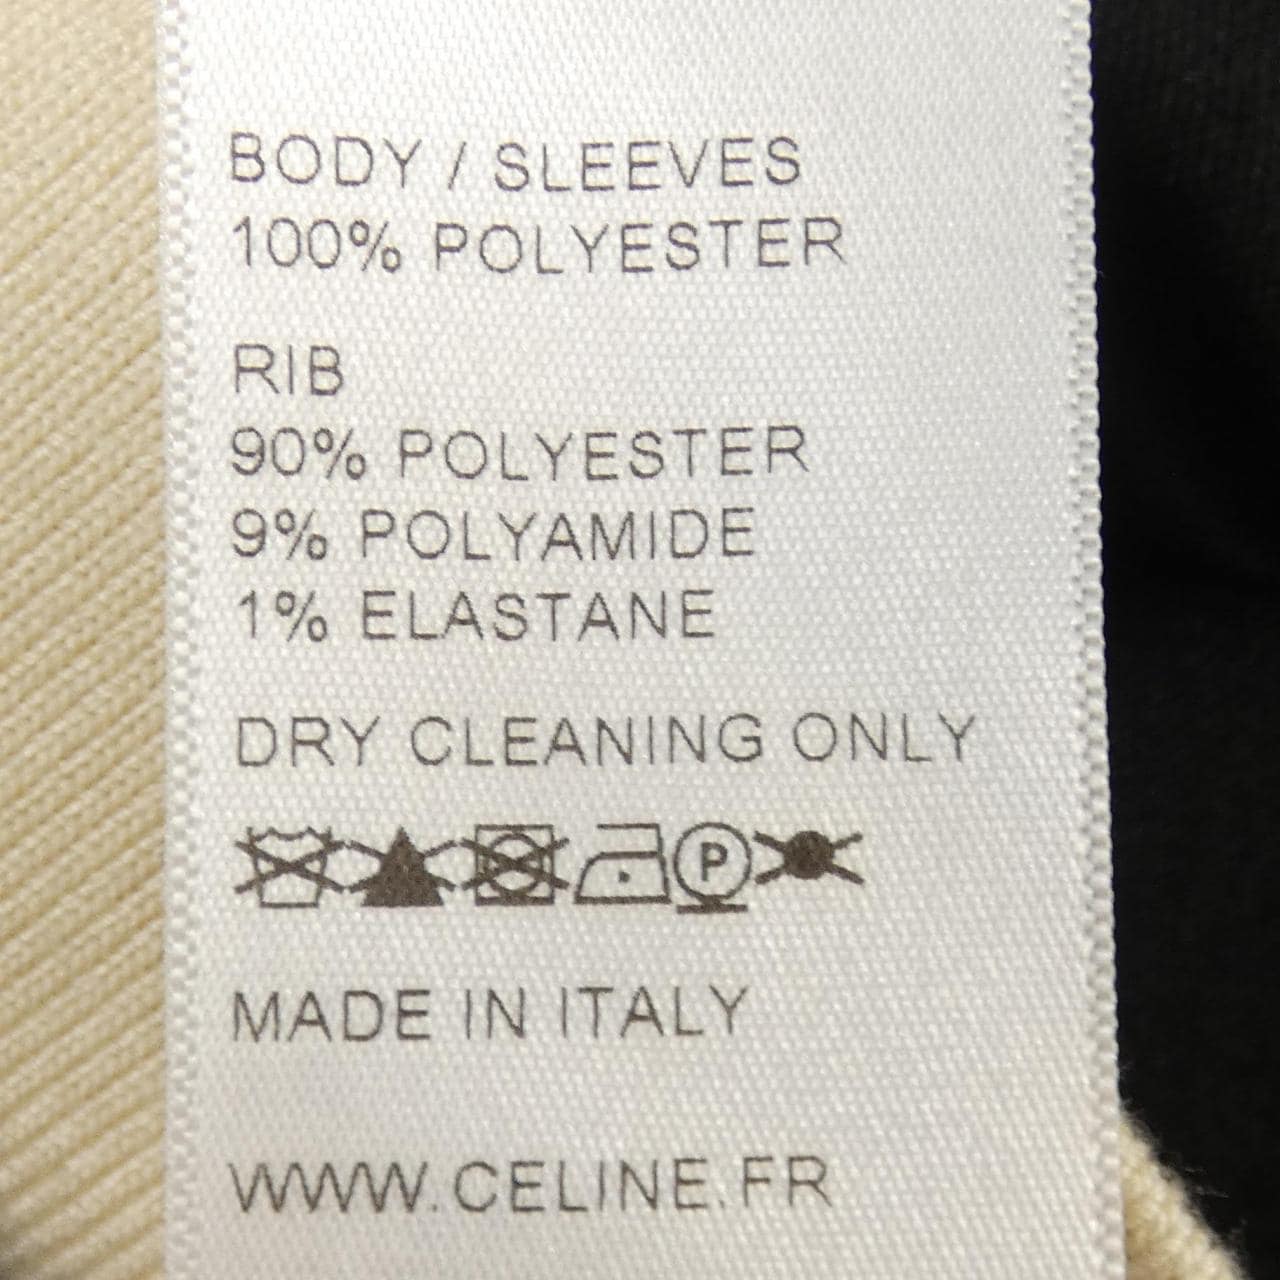 BODY / SLEEVES
100% POLYESTER
RIB
90% POLYESTER
9% POLYAMIDE
1% ELASTANE
DRY CLEANING ONLY
P
MADE IN ITALY
WWW.CELINE.FR